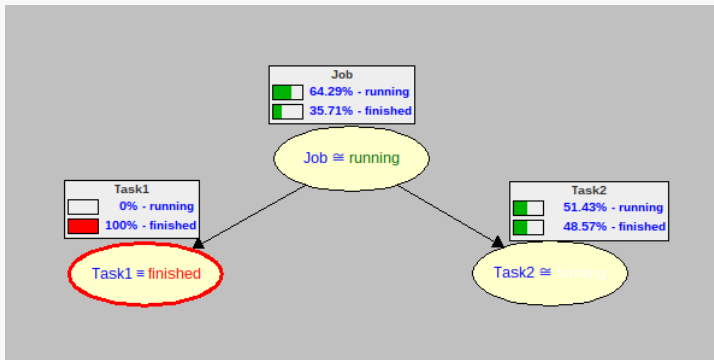 Job
64.29% - running
35.71% - finished
Job ≅ running
Task1
0% - running
100% - finished
Task2
51.43% - running
48.57% - finished
Task1 ≡ finished
Task2 ≅ running